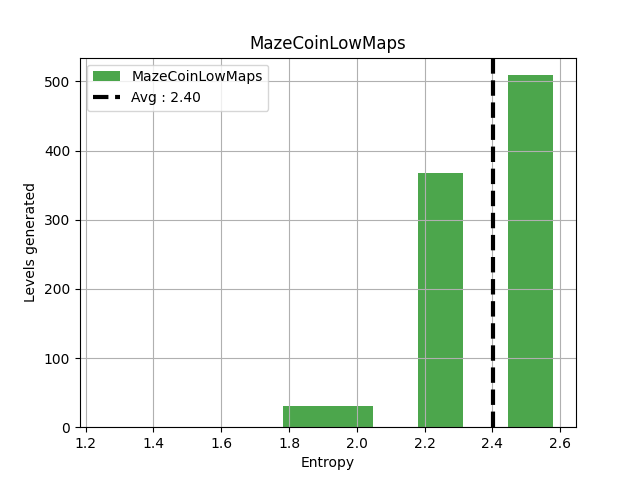 MazeCoinLowMaps
MazeCoinLowMaps
Avg : 2.40
Levels generated
500
400
300
200
100
0
1.2 1.4 1.6 1.8 2.0 2.2 2.4 2.6
Entropy